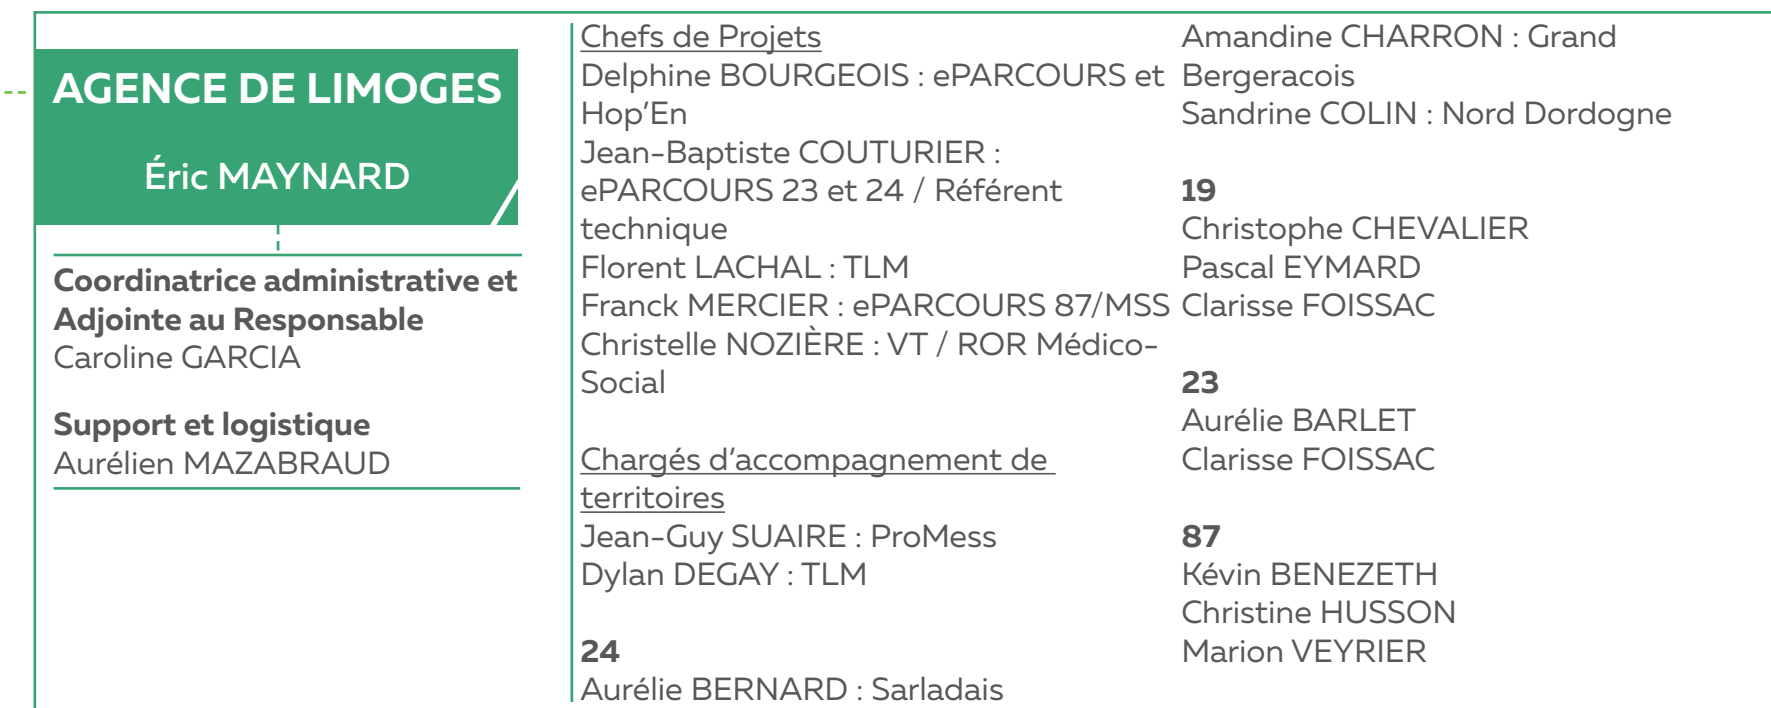 AGENCE DE LIMOGES
Éric MAYNARD
Coordinatrice administrative et
Adjointe au Responsable
Caroline GARCIA
Support et logistique
Aurélien MAZABRAUD
Chefs de Projets
Delphine BOURGEOIS : ePARCOURS et
Hop’En
Jean-Baptiste COUTURIER :
ePARCOURS 23 et 24 / Référent
technique
Florent LACHAL : TLM
Franck MERCIER : ePARCOURS 87/MSS
Christelle NOZIÈRE : VT / ROR Médico-
Social
Chargés d’accompagnement de
territoires
Jean-Guy SUAIRE : ProMess
Dylan DEGAY : TLM
24
Aurélie BERNARD : Sarladais
Amandine CHARRON : Grand
Bergeracois
Sandrine COLIN : Nord Dordogne
19
Christophe CHEVALIER
Pascal EYMARD
Clarisse FOISSAC
23
Aurélie BARLET
Clarisse FOISSAC
87
Kévin BENEZETH
Christine HUSSON
Marion VEYRIER